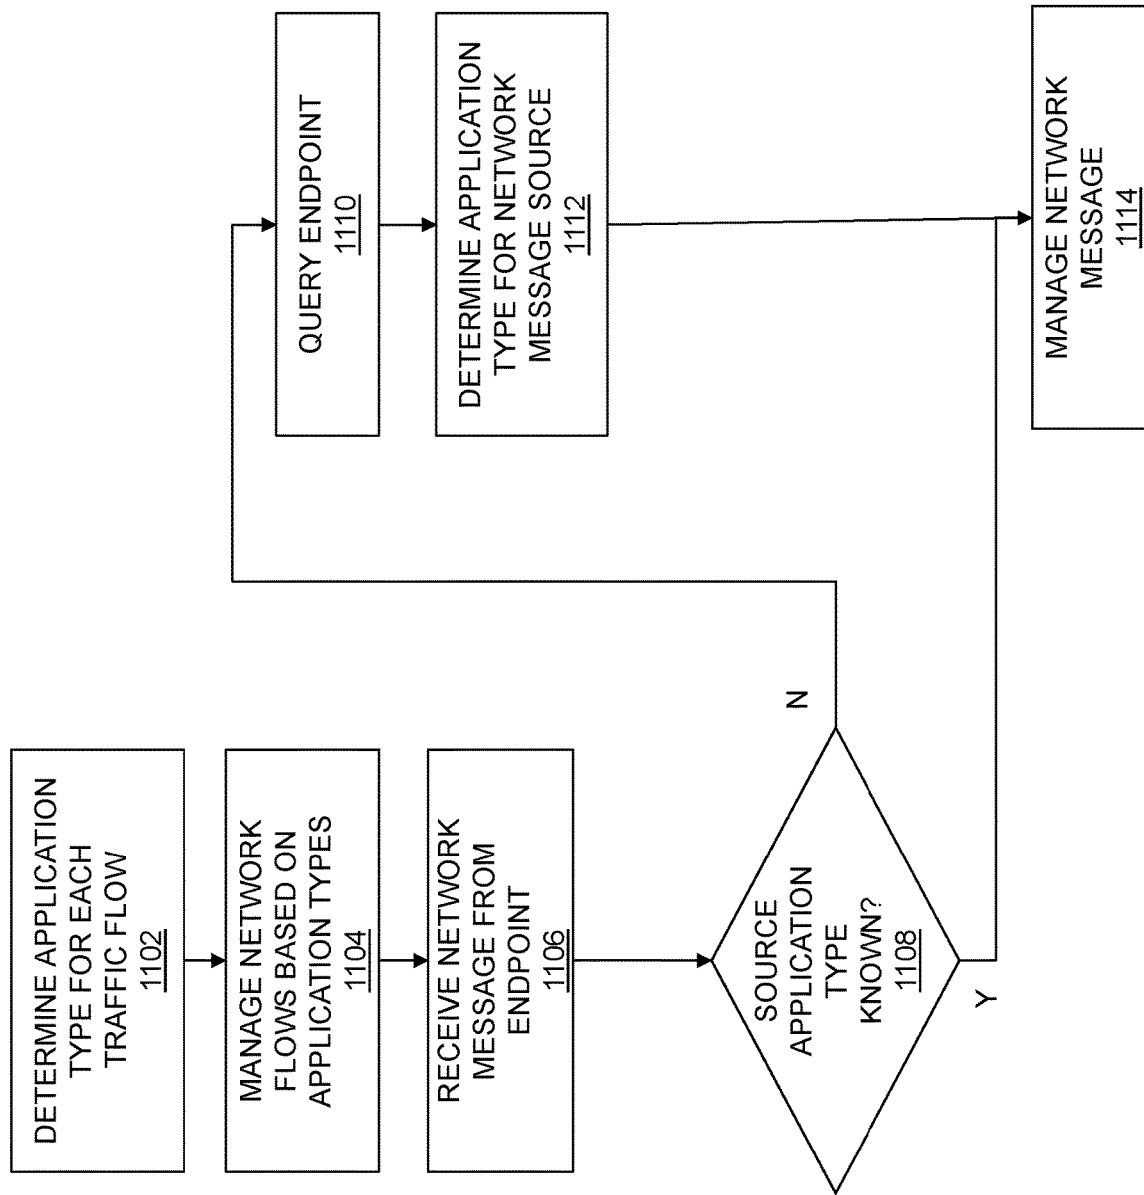 DETERMINE APPLICATION
TYPE FOR EACH
TRAFFIC FLOW
1102
MANAGE NETWORK
FLOWS BASED ON
APPLICATION TYPES
1104
RECEIVE NETWORK
MESSAGE FROM
ENDPOINT
1106
SOURCE
APPLICATION
TYPE
KNOWN?
1108
N
Y
QUERY ENDPOINT
1110
DETERMINE APPLICATION
TYPE FOR NETWORK
MESSAGE SOURCE
1112
MANAGE NETWORK
MESSAGE
1114